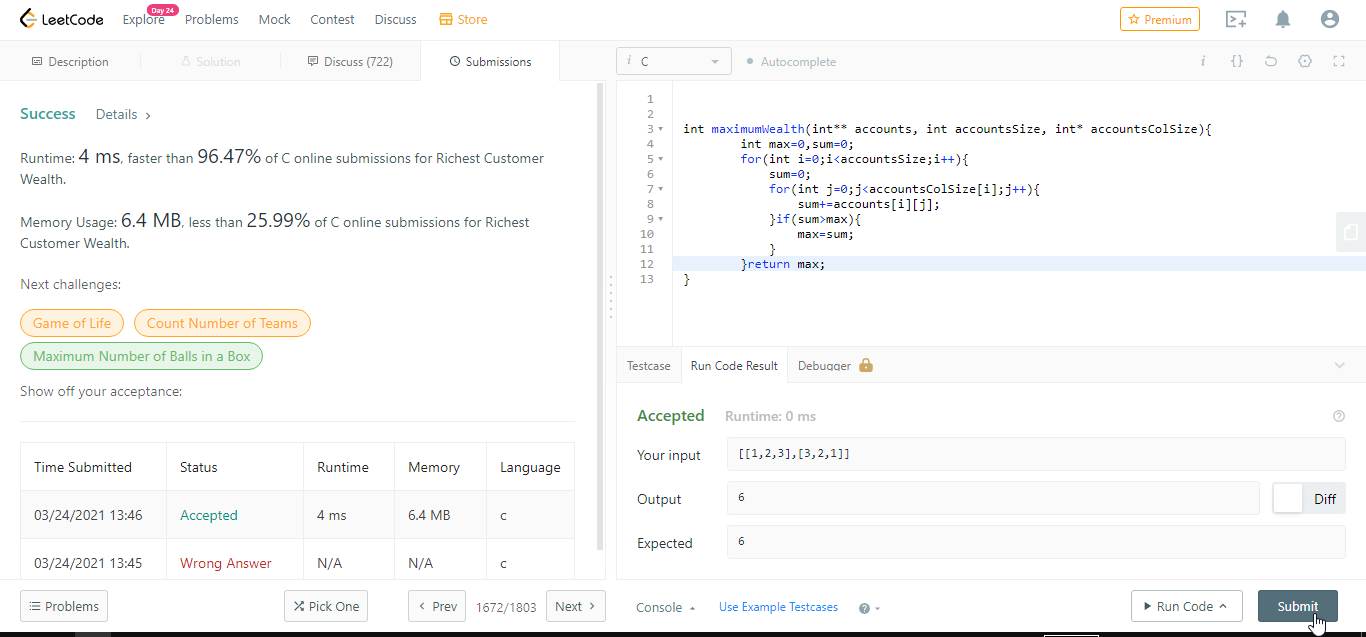 LeetCode Explore Day 24 Problems Mock Contest Discuss Store Premium
Description Solution Discuss (722) Submissions
i C Autocomplete i {}
Success Details >
Runtime: 4 ms, faster than 96.47% of C online submissions for Richest Customer
Wealth.
Memory Usage: 6.4 MB, less than 25.99% of C online submissions for Richest
Customer Wealth.
Next challenges:
Game of Life Count Number of Teams
Maximum Number of Balls in a Box
Show off your acceptance:
Time Submitted Status Runtime Memory Language
03/24/2021 13:46 Accepted 4 ms 6.4 MB c
03/24/2021 13:45 Wrong Answer N/A N/A c
Problems Pick One < Prev 1672/1803 Next >
1
2
3 int maximumWealth(int** accounts, int accountsSize, int* accountsColSize){
4 int max=0,sum=0;
5 for(int i=0;i<accountsSize;i++){
6 sum=0;
7 for(int j=0;j<accountsColSize[i];j++){
8 sum+=accounts[i][j];
9 }if(sum>max){
10 max=sum;
11 }
12 }return max;
13 }
Testcase Run Code Result Debugger
Accepted Runtime: 0 ms ?
Your input [[1,2,3],[3,2,1]]
Output 6 Diff
Expected 6
Console Use Example Testcases ? Run Code Submit